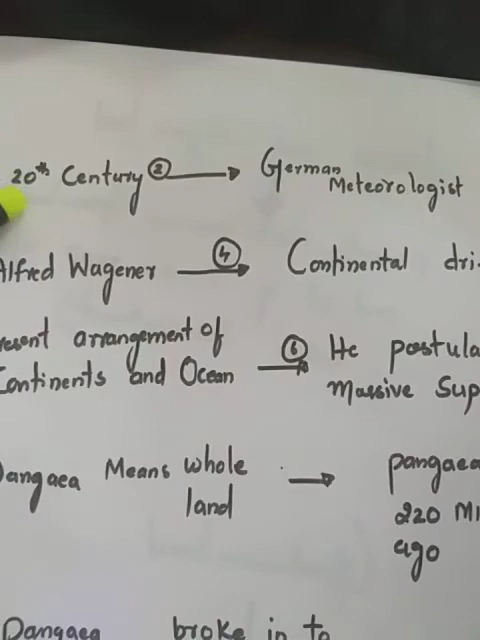 20th Century ② → German Meteorologist
Alfred Wagener ④ → Continental dri
resent arrangement of
Continents and Ocean ⑥ → He postula
Massive Sup
Pangaea Means whole land → pangaea
220 Mi
ago
Pangaea broke in to